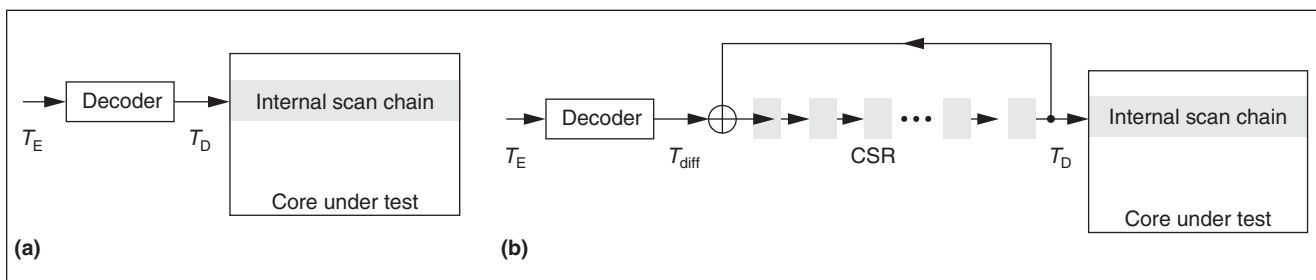 Decoder
Internal scan chain
T_E
T_D
Core under test
(a)
Decoder
Internal scan chain
T_E
T_diff
CSR
T_D
Core under test
(b)